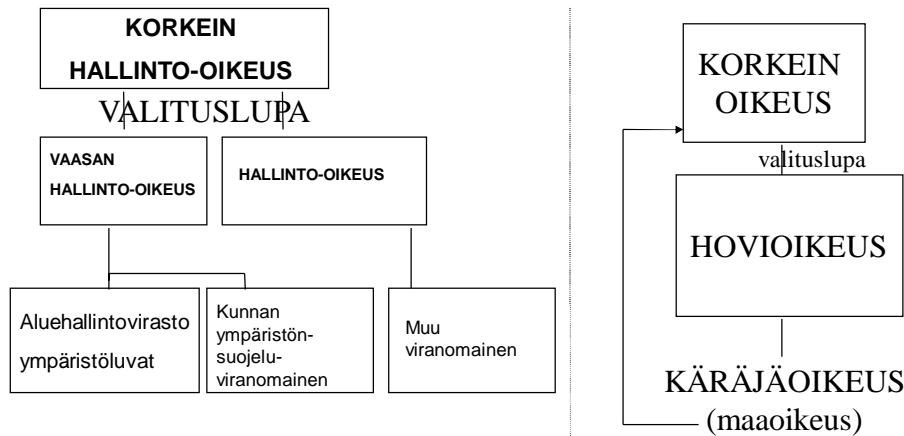 KORKEIN
HALLINTO-OIKEUS
VALITUSLUPA
VAASAN
HALLINTO-OIKEUS
HALLINTO-OIKEUS
Aluehallintovirasto
ympäristöluvat
Kunnan
ympäristön-
suojelu-
viranomainen
Muu
viranomainen
KORKEIN
OIKEUS
valituslupa
HOVIOIKEUS
KÄRÄJÄOIKEUS
(maaoikeus)